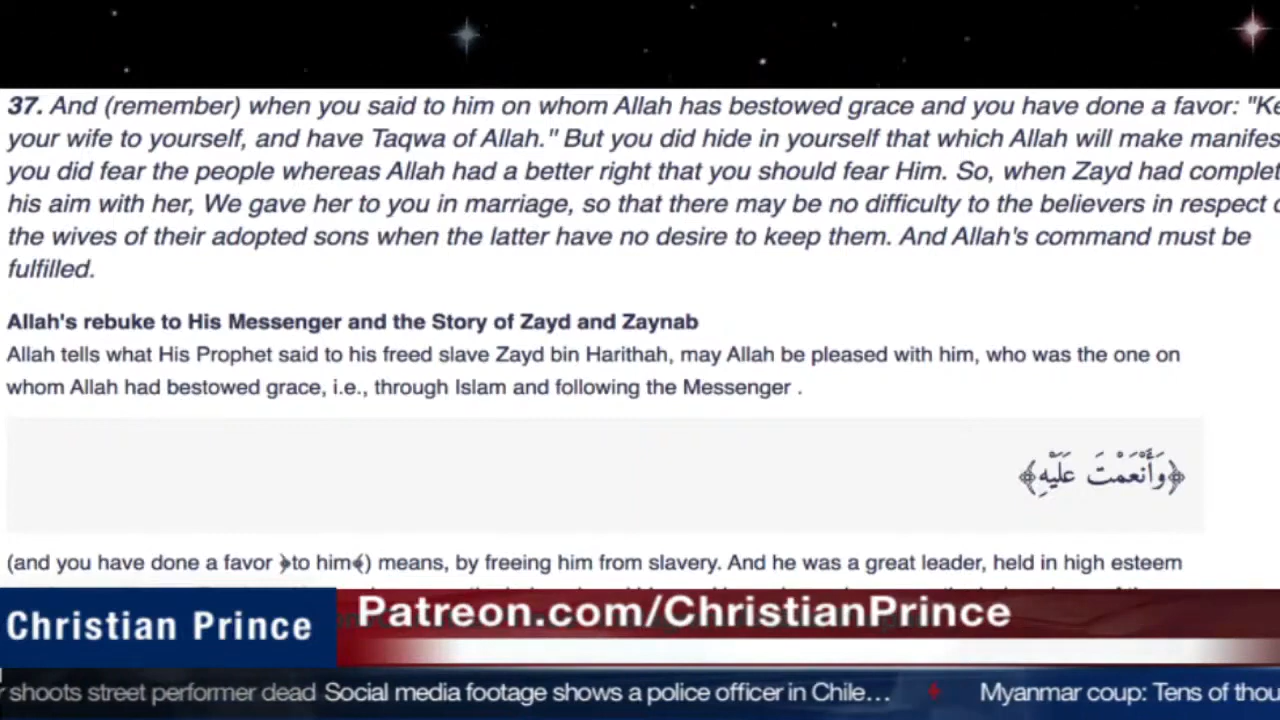 37. And (remember) when you said to him on whom Allah has bestowed grace and you have done a favor: "Ke
your wife to yourself, and have Taqwa of Allah." But you did hide in yourself that which Allah will make manifes
you did fear the people whereas Allah had a better right that you should fear Him. So, when Zayd had complet
his aim with her, We gave her to you in marriage, so that there may be no difficulty to the believers in respect
the wives of their adopted sons when the latter have no desire to keep them. And Allah's command must be
fulfilled.
Allah's rebuke to His Messenger and the Story of Zayd and Zaynab
Allah tells what His Prophet said to his freed slave Zayd bin Harithah, may Allah be pleased with him, who was the one on
whom Allah had bestowed grace, i.e., through Islam and following the Messenger .
﴿وَأَنْعَمْتَ عَلَيْهِ﴾
(and you have done a favor ﴿to him﴾) means, by freeing him from slavery. And he was a great leader, held in high esteem
Christian Prince
Patreon.com/ChristianPrince
shoots street performer dead Social media footage shows a police officer in Chile... Myanmar coup: Tens of thou